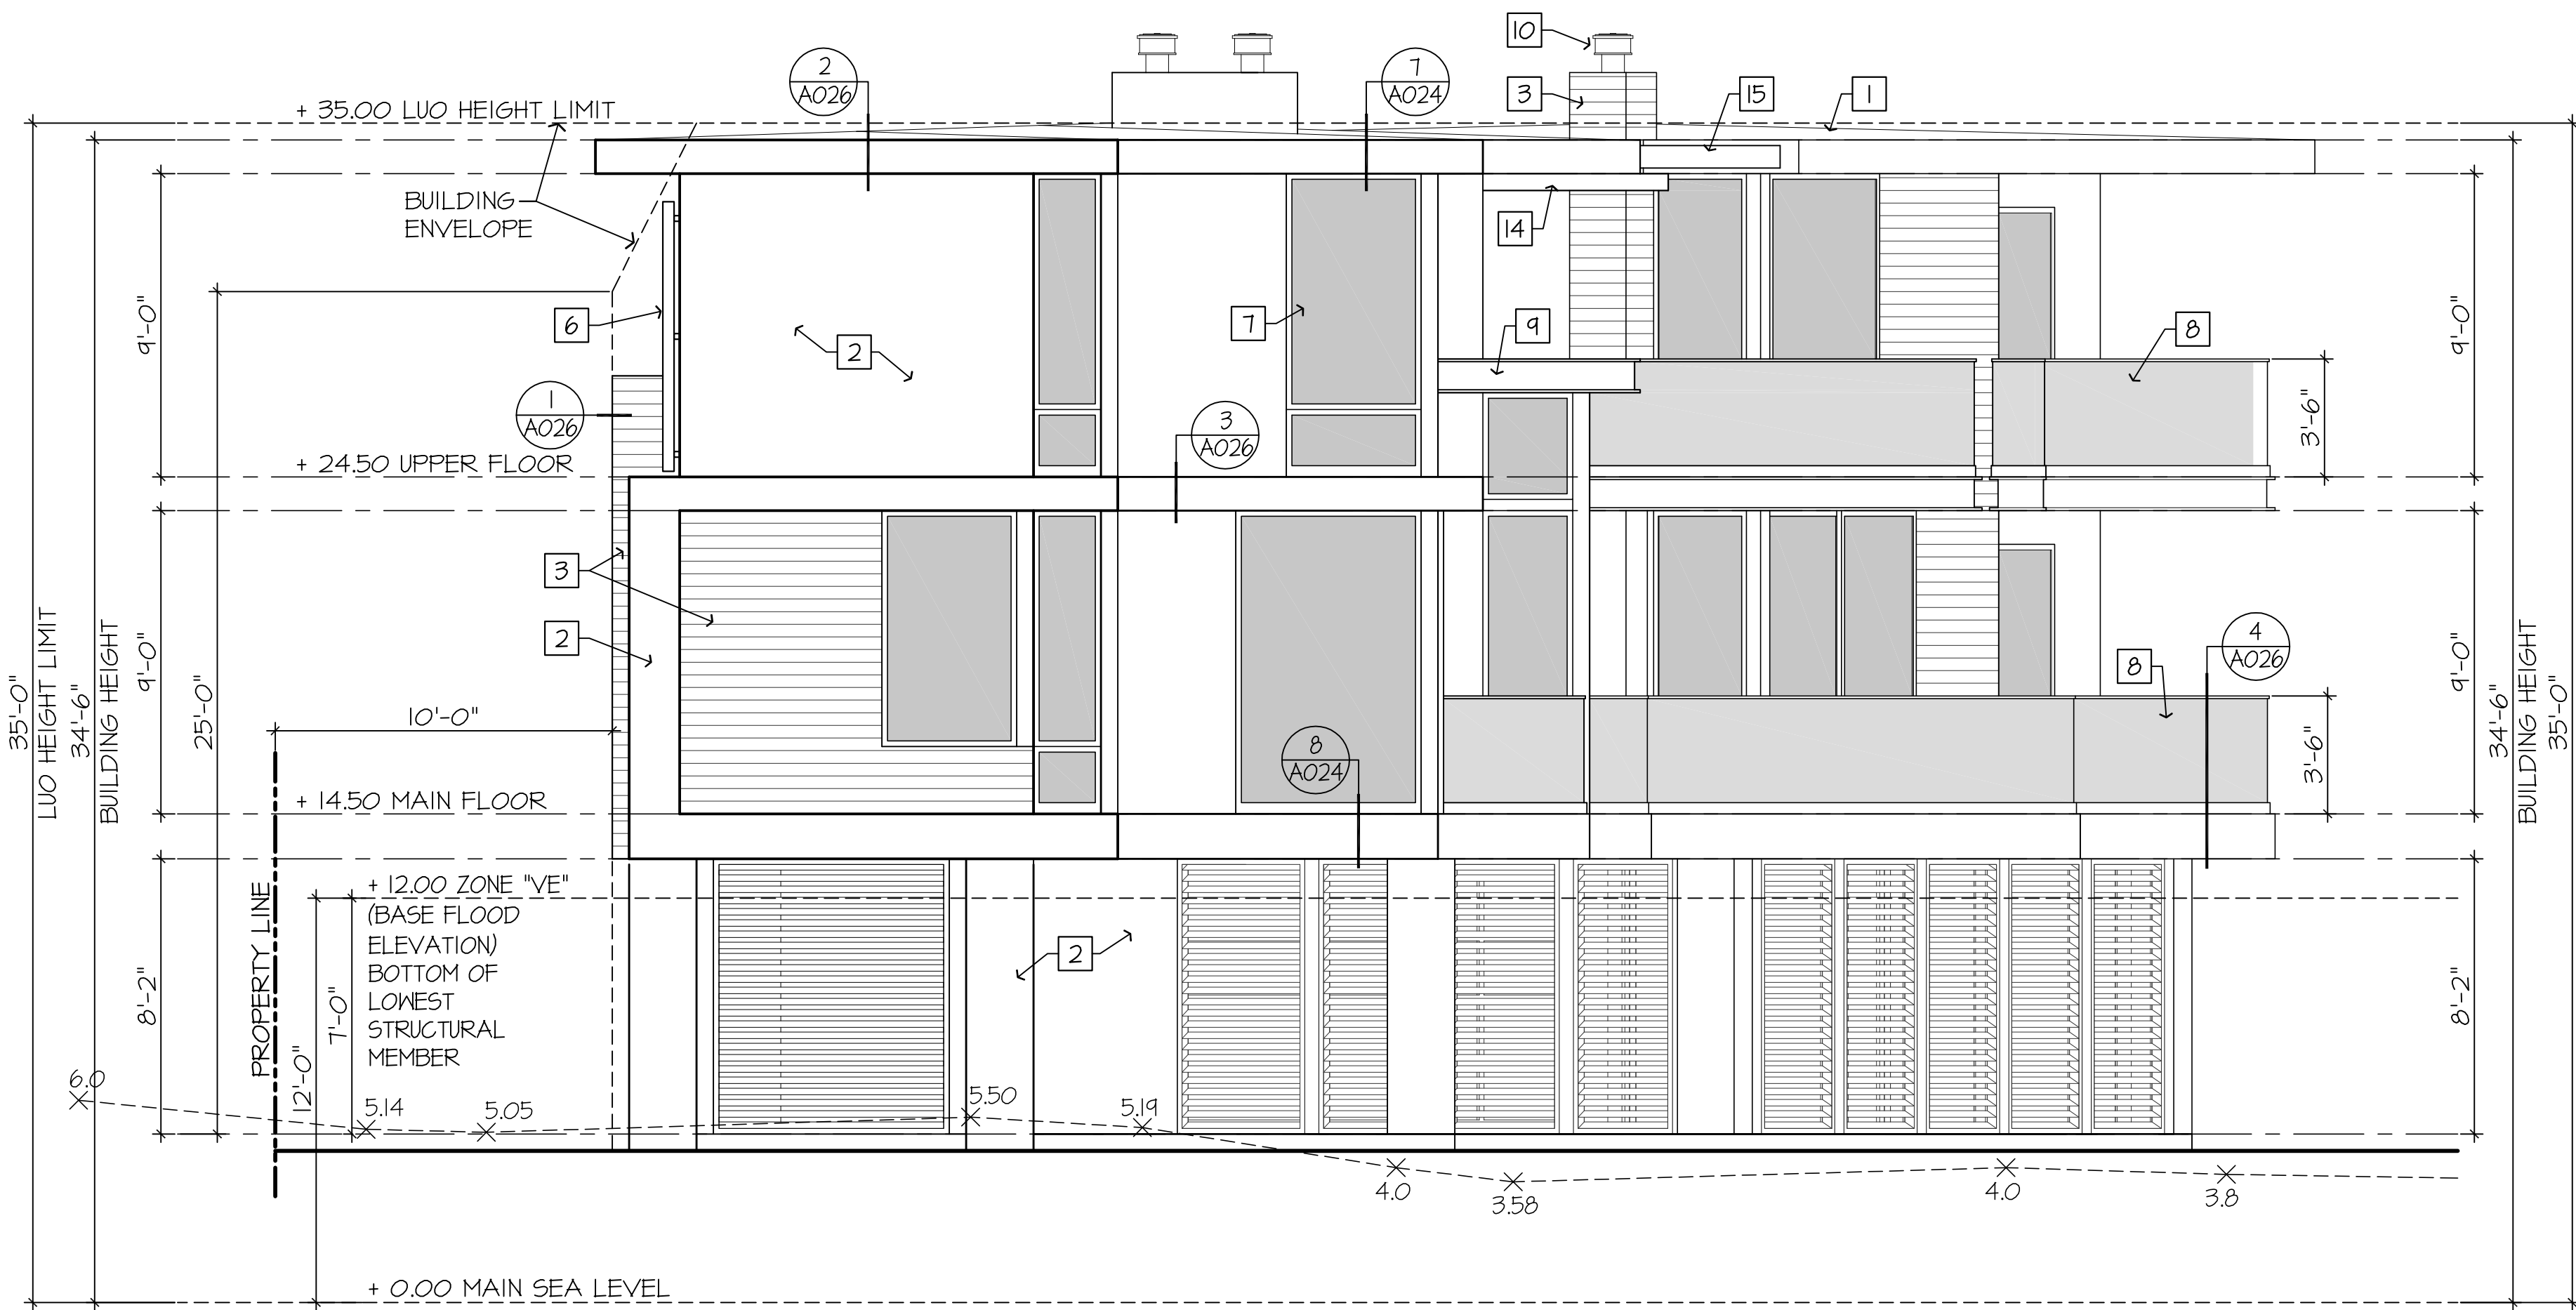 10
2
A026
7
A024
3
15
1
+ 35.00 LUO HEIGHT LIMIT
BUILDING
ENVELOPE
14
6
2
7
9
8
9'-0"
9'-0"
1
A026
3
A026
3'-6"
+ 24.50 UPPER FLOOR
3
2
4
A026
8
35'-0"
LUO HEIGHT LIMIT
34'-6"
BUILDING HEIGHT
9'-0"
25'-0"
10'-0"
8
A024
3'-6"
9'-0"
34'-6"
BUILDING HEIGHT
35'-0"
+ 14.50 MAIN FLOOR
PROPERTY LINE
+ 12.00 ZONE "VE"
(BASE FLOOD
ELEVATION)
BOTTOM OF
LOWEST
STRUCTURAL
MEMBER
2
8'-2"
7'-0"
12'-0"
8'-2"
6.0
5.14
5.05
5.50
5.19
4.0
3.58
4.0
3.8
+ 0.00 MAIN SEA LEVEL